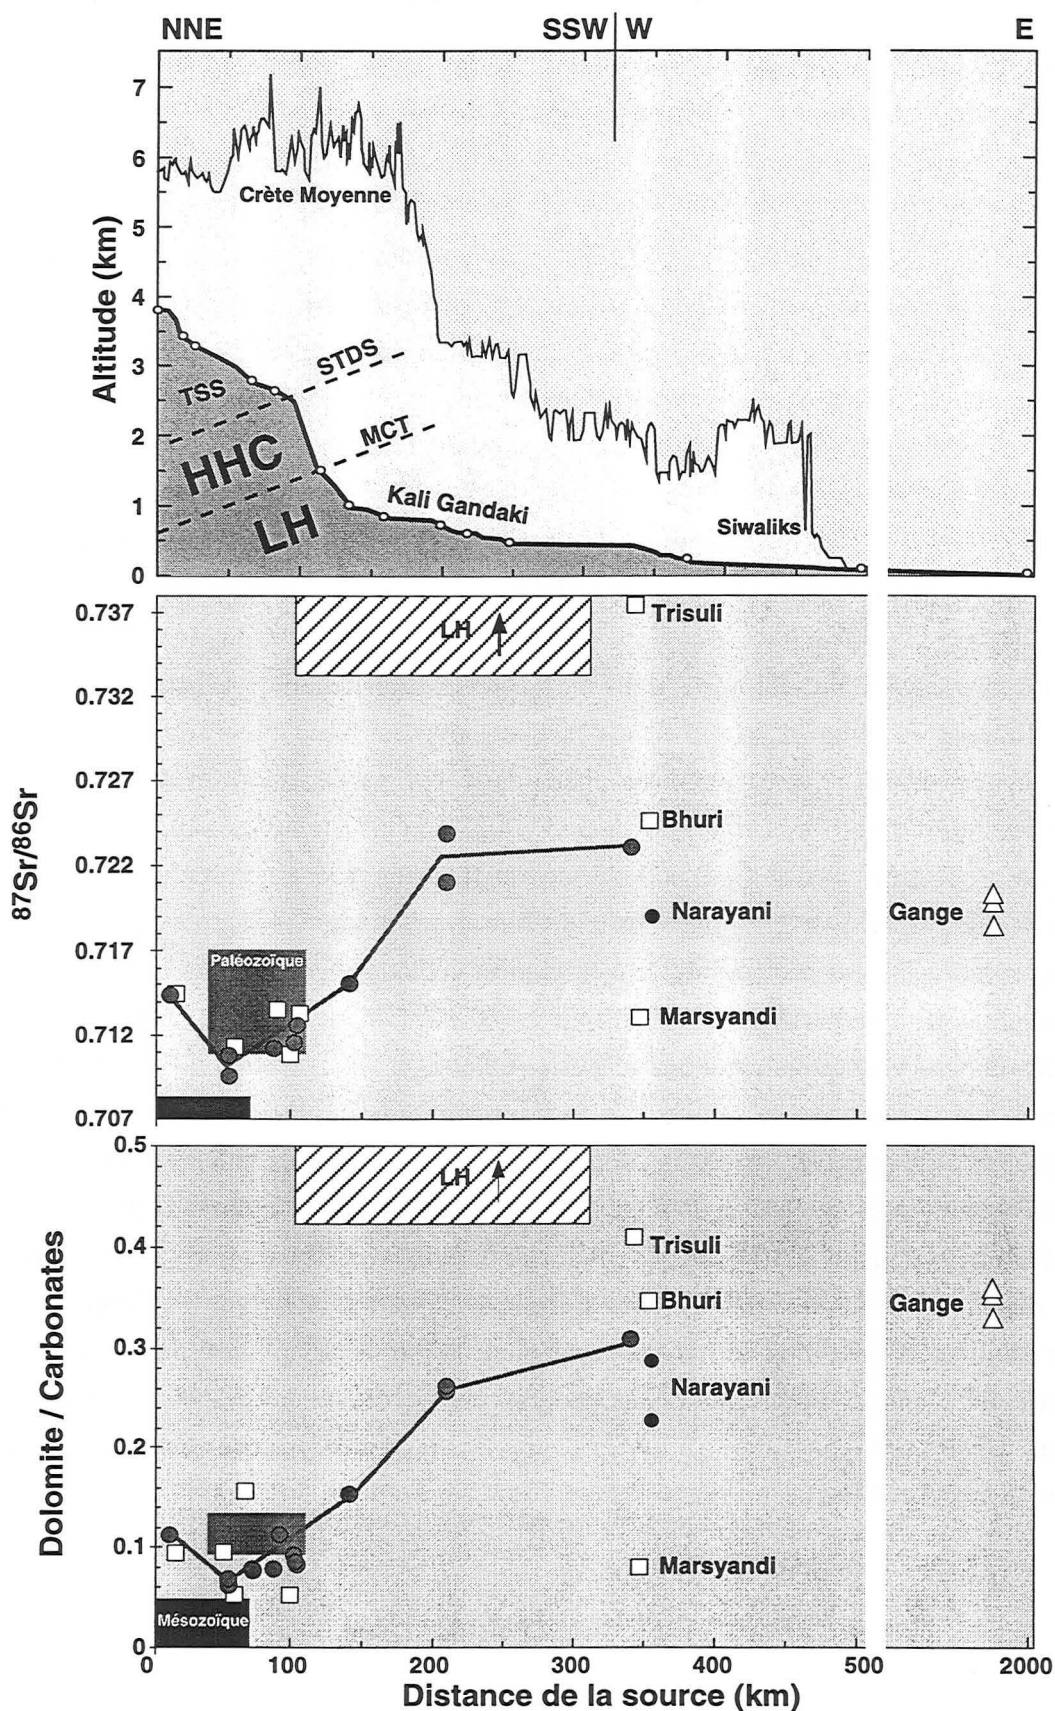 NNE SSW W E
7
6
Crète Moyenne
5
4
3
2
1
0
Altitude (km)
TSS
STDS
HHC
MCT
LH
Kali Gandaki
Siwaliks
0.737
0.732
0.727
0.722
0.717
0.712
0.707
87Sr/86Sr
LH
Trisuli
Bhuri
Narayani
Gange
Paléozoïque
Marsyandi
0.5
0.4
0.3
0.2
0.1
0
Dolomite / Carbonates
LH
Trisuli
Bhuri
Gange
Narayani
Marsyandi
Mésozoïque
0 100 200 300 400 500 2000
Distance de la source (km)